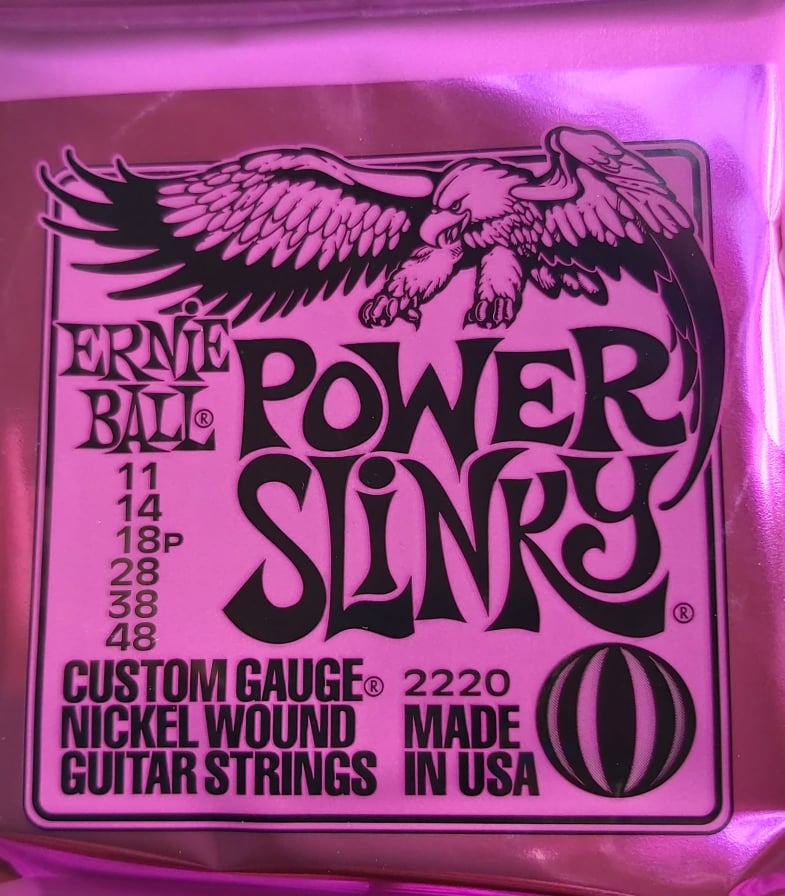 ERNiE
BALL®
POWER
SLiNKY®
11
14
18P
28
38
48
CUSTOM GAUGE®
NICKEL WOUND
GUITAR STRINGS
2220
MADE
IN USA